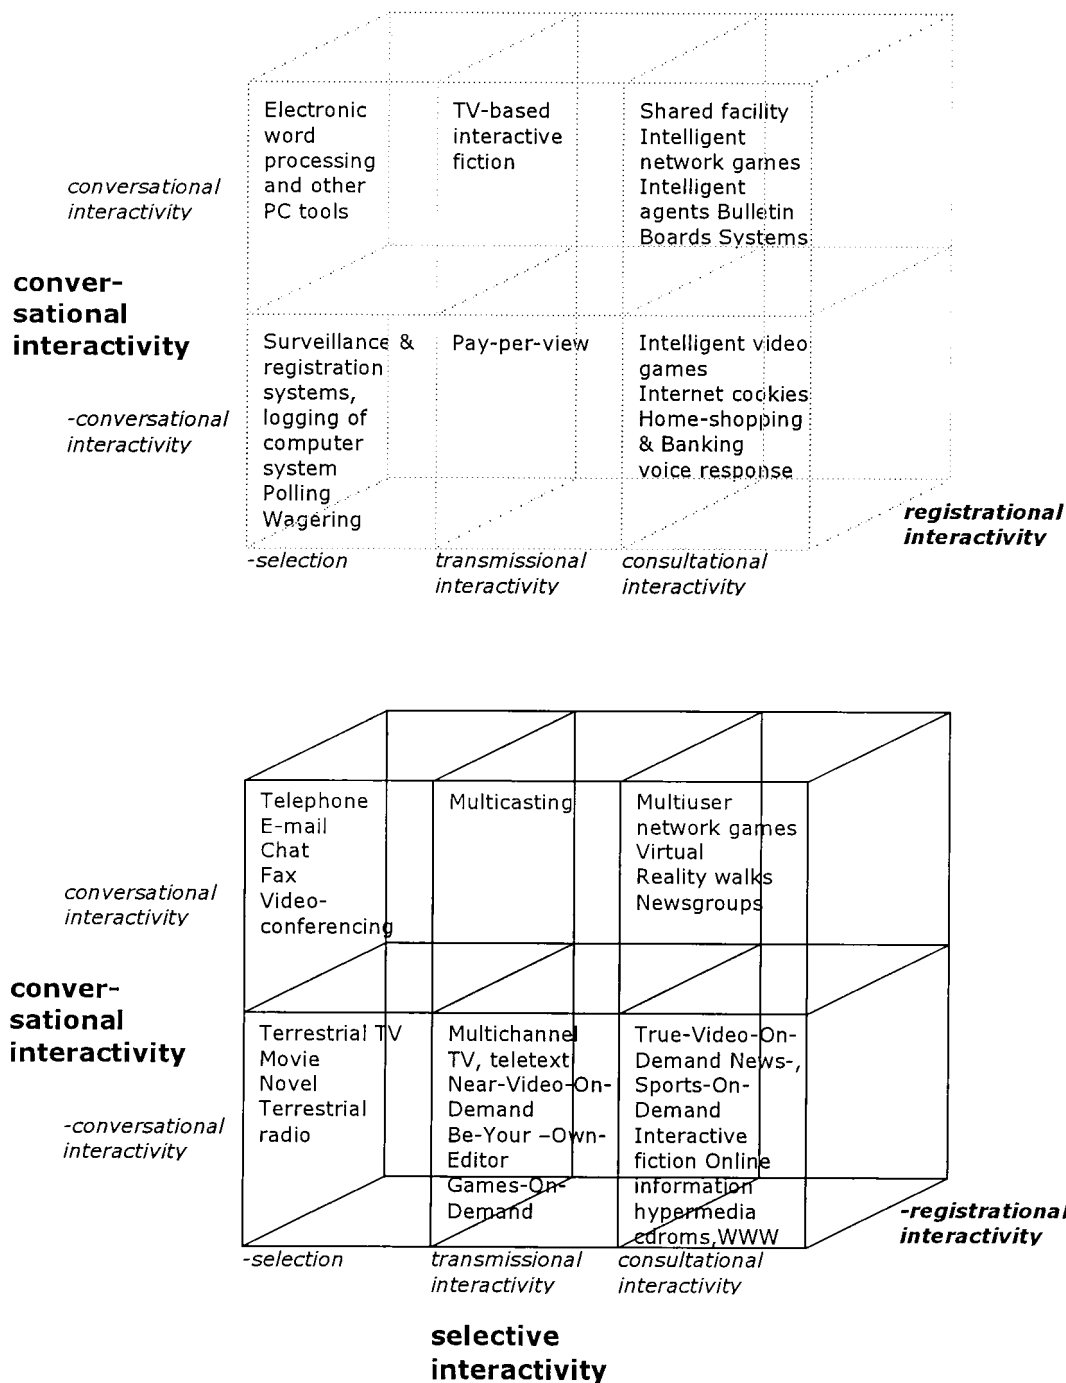 Electronic
word
processing
and other
PC tools
TV-based
interactive
fiction
Shared facility
Intelligent
network games
Intelligent
agents Bulletin
Boards Systems
conversational
interactivity
conver-
sational
interactivity
Surveillance &
registration
systems,
logging of
computer
system
Polling
Wagering
Pay-per-view
Intelligent video
games
Internet cookies
Home-shopping
& Banking
voice response
-conversational
interactivity
registrational
interactivity
-selection
transmissional
interactivity
consultational
interactivity
Telephone
E-mail
Chat
Fax
Video-
conferencing
Multicasting
Multiuser
network games
Virtual
Reality walks
Newsgroups
conversational
interactivity
conver-
sational
interactivity
Terrestrial TV
Movie
Novel
Terrestrial
radio
Multichannel
TV, teletext
Near-Video-On-
Demand
Be-Your –Own-
Editor
Games-On-
Demand
True-Video-On-
Demand News-,
Sports-On-
Demand
Interactive
fiction Online
information
hypermedia
cdroms,WWW
-conversational
interactivity
-registrational
interactivity
-selection
transmissional
interactivity
consultational
interactivity
selective
interactivity